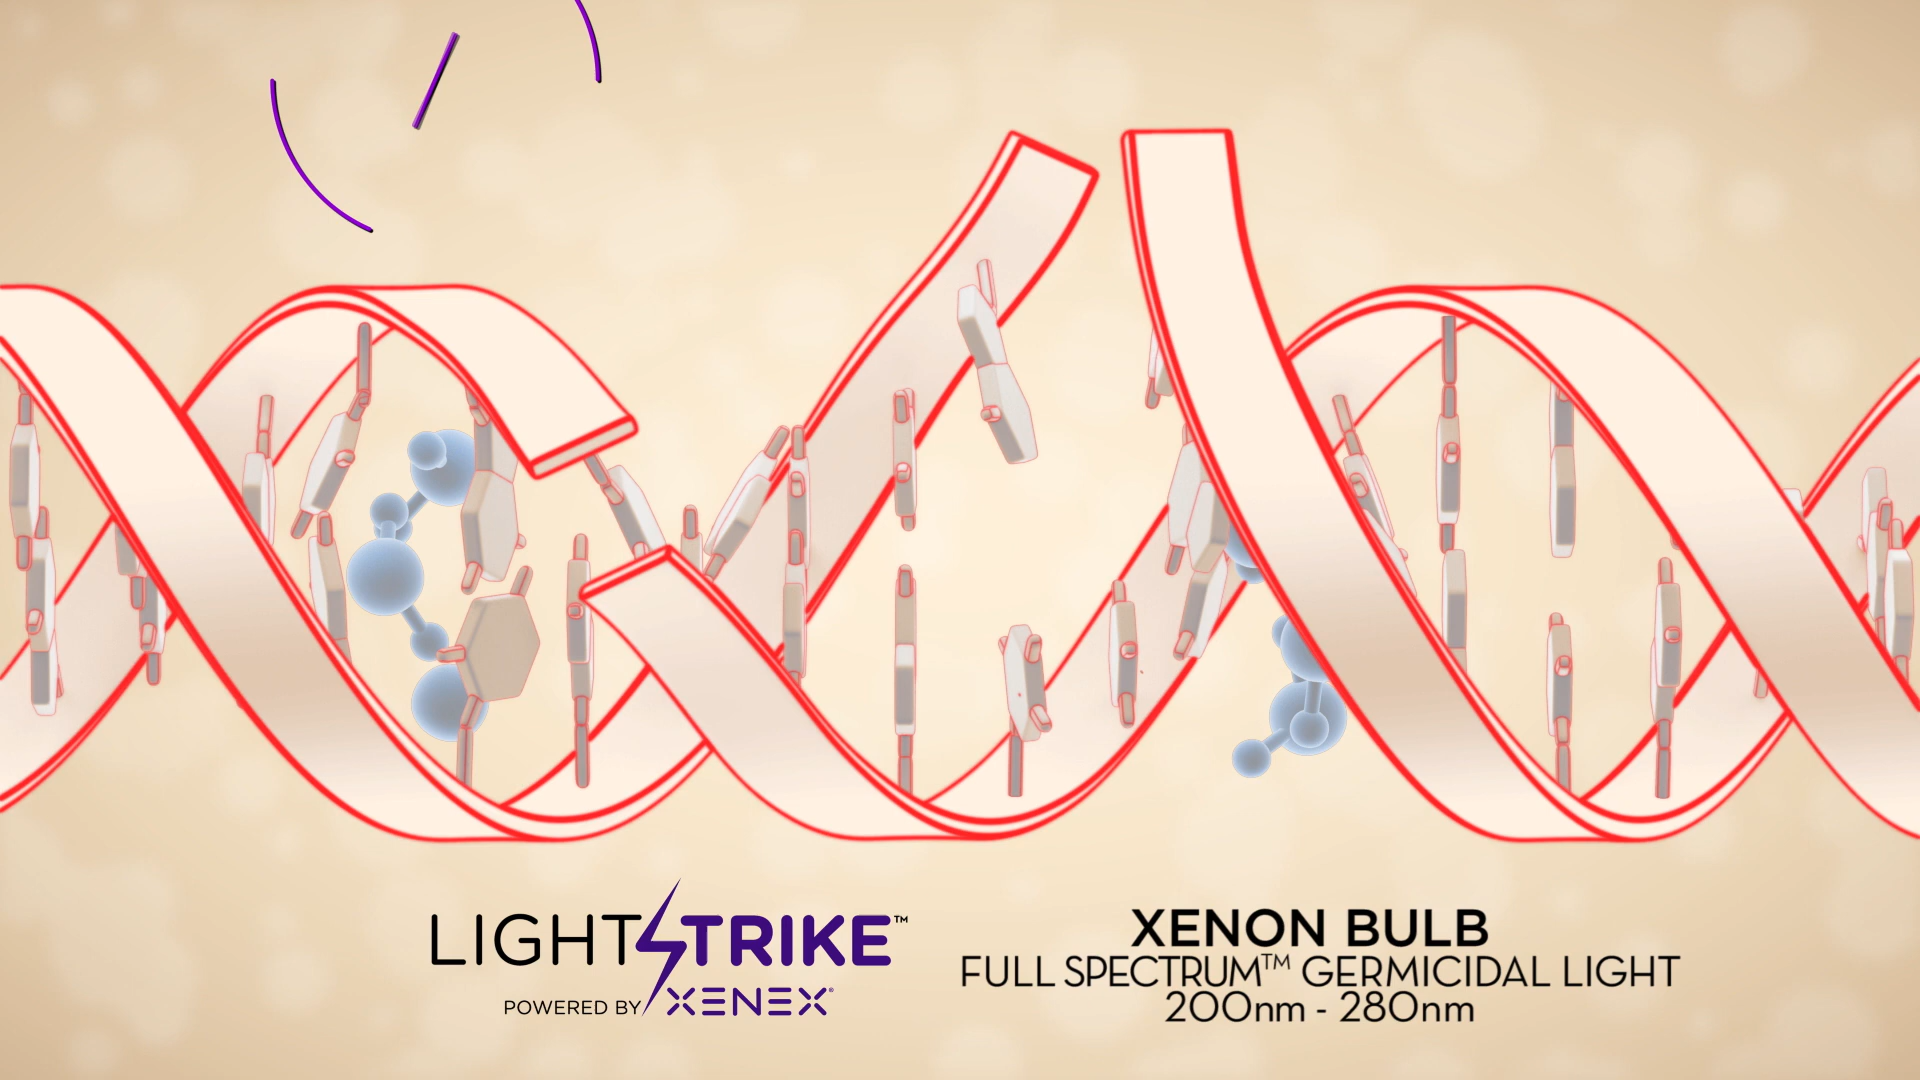 LIGHTSTRIKE™
POWERED BY XENEX®
XENON BULB
FULL SPECTRUM™ GERMICIDAL LIGHT
200nm - 280nm